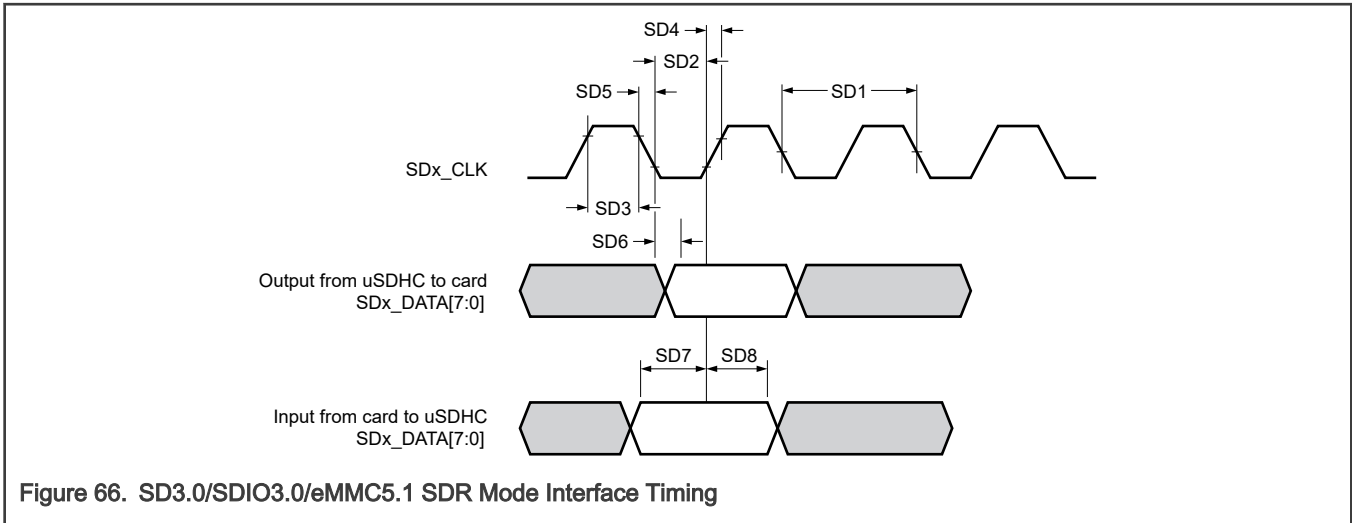 SD4
SD2
SD5
SD1
SDx_CLK
SD3
SD6
Output from uSDHC to card
SDx_DATA[7:0]
SD7
SD8
Input from card to uSDHC
SDx_DATA[7:0]
Figure 66. SD3.0/SDIO3.0/eMMC5.1 SDR Mode Interface Timing